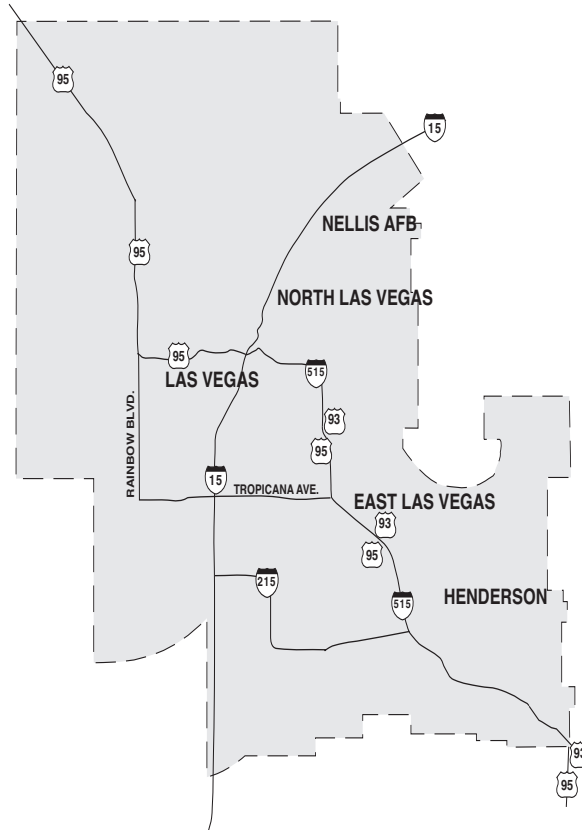 95
15
NELLIS AFB
95
NORTH LAS VEGAS
95
515
LAS VEGAS
RAINBOW BLVD.
93
95
15
TROPICANA AVE.
EAST LAS VEGAS
93
95
215
515
HENDERSON
93
95